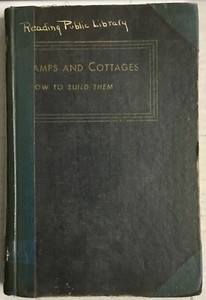 Reading Public Library
AMPS AND COTTAGES
OW TO BUILD THEM